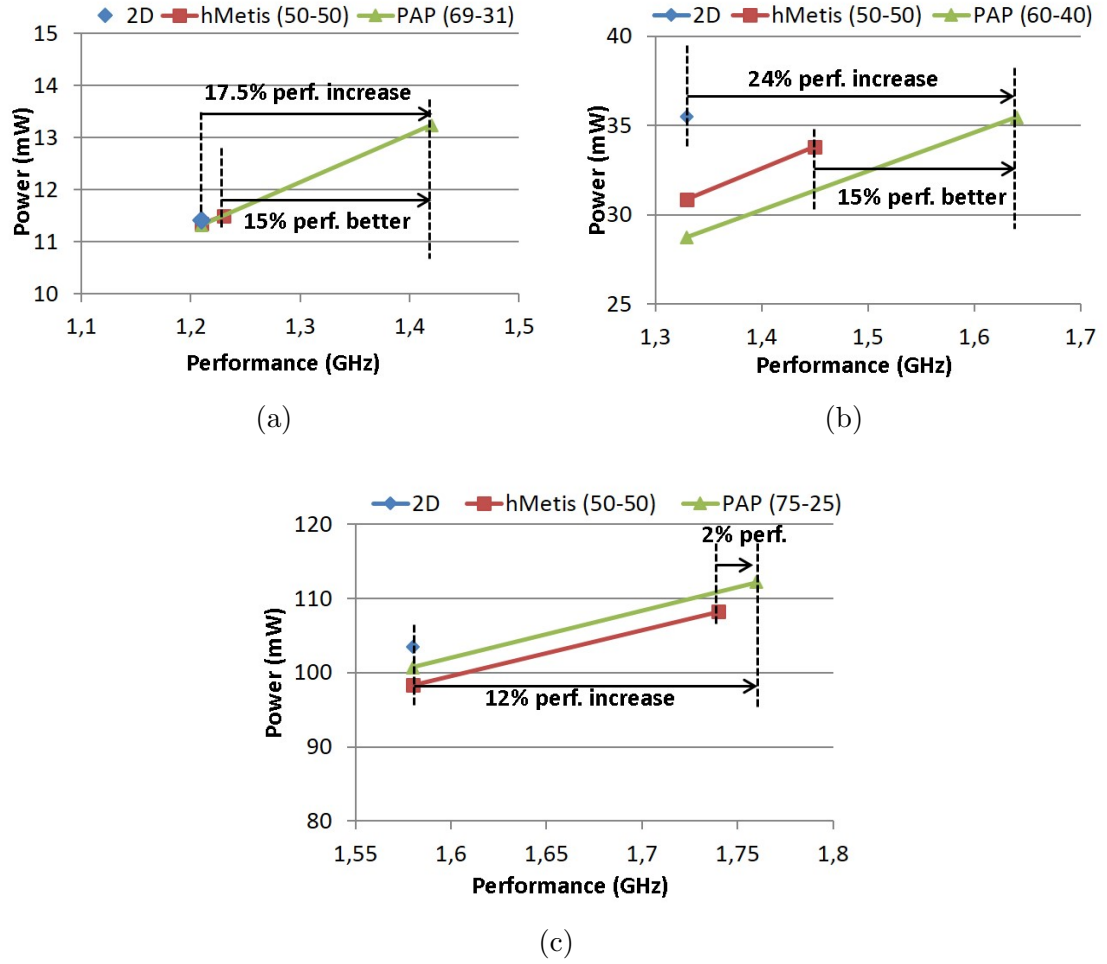 2D hMetis (50-50) PAP (69-31)
15
14
13
12
11
10
Power (mW)
17.5% perf. increase
15% perf. better
1,1 1,2 1,3 1,4 1,5
Performance (GHz)
(a)
2D hMetis (50-50) PAP (60-40)
40
35
30
25
Power (mW)
24% perf. increase
15% perf. better
1,3 1,4 1,5 1,6 1,7
Performance (GHz)
(b)
2D hMetis (50-50) PAP (75-25)
120
110
100
90
80
Power (mW)
2% perf.
12% perf. increase
1,55 1,6 1,65 1,7 1,75 1,8
Performance (GHz)
(c)